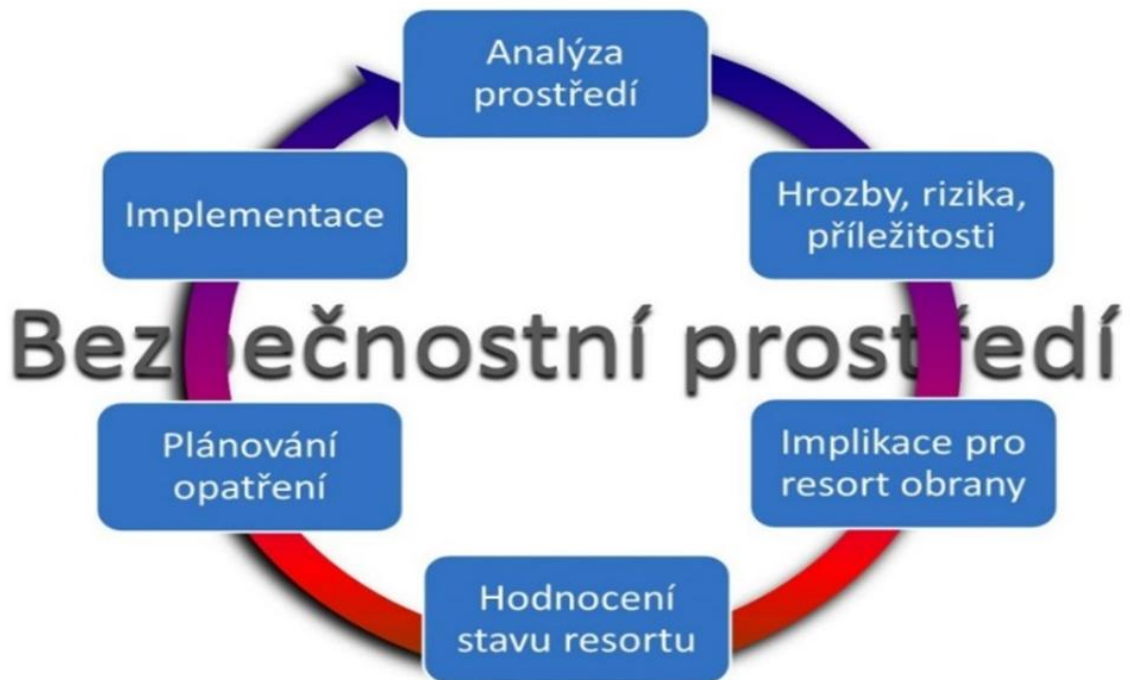 Analýza
prostředí
Hrozby, rizika,
příležitosti
Implementace
Bezpečnostní prostředí
Implikace pro
resort obrany
Plánování
opatření
Hodnocení
stavu resortu